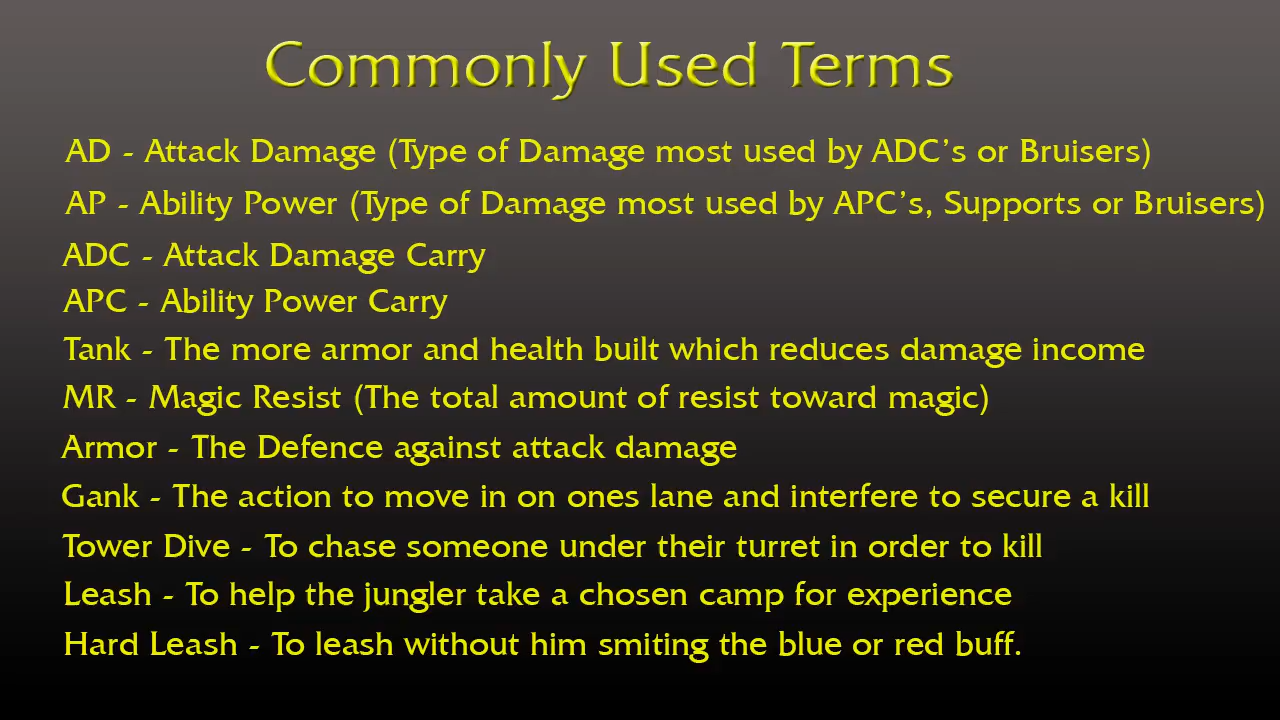 Commonly Used Terms
AD - Attack Damage (Type of Damage most used by ADC's or Bruisers)
AP - Ability Power (Type of Damage most used by APC's, Supports or Bruisers)
ADC - Attack Damage Carry
APC - Ability Power Carry
Tank - The more armor and health built which reduces damage income
MR - Magic Resist (The total amount of resist toward magic)
Armor - The Defence against attack damage
Gank - The action to move in on ones lane and interfere to secure a kill
Tower Dive - To chase someone under their turret in order to kill
Leash - To help the jungler take a chosen camp for experience
Hard Leash - To leash without him smiting the blue or red buff.